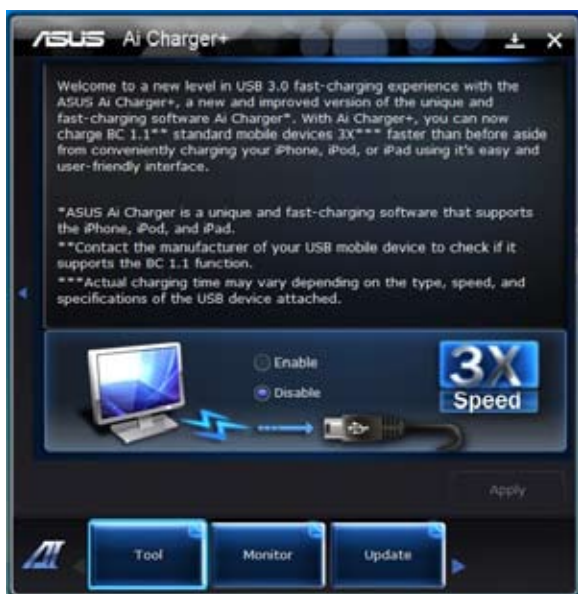 ASUS Ai Charger+
Welcome to a new level in USB 3.0 fast-charging experience with the
ASUS Ai Charger+, a new and improved version of the unique and
fast-charging software Ai Charger*. With Ai Charger+, you can now
charge BC 1.1** standard mobile devices 3X*** faster than before aside
from conveniently charging your iPhone, iPod, or iPad using it's easy and
user-friendly interface.
*ASUS Ai Charger is a unique and fast-charging software that supports
the iPhone, iPod, and iPad.
**Contact the manufacturer of your USB mobile device to check if it
supports the BC 1.1 function.
***Actual charging time may vary depending on the type, speed, and
specifications of the USB device attached.
Enable
Disable
3X
Speed
Apply
AI
Tool
Monitor
Update